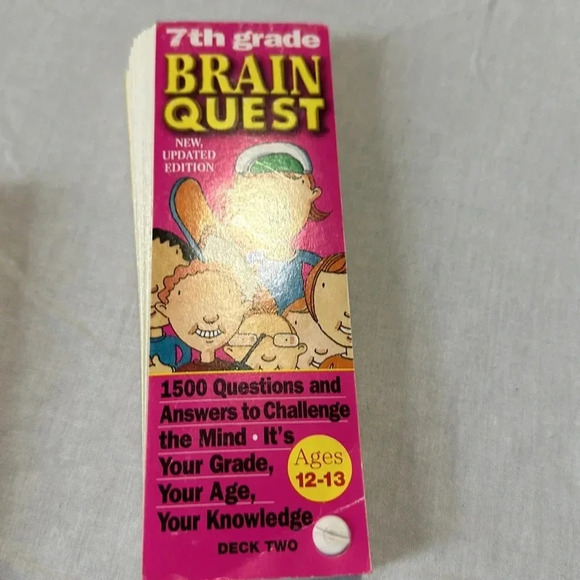 7th grade
BRAIN
QUEST
NEW,
UPDATED
EDITION
1500 Questions and
Answers to Challenge
the Mind • It's
Your Grade,
Your Age,
Your Knowledge
Ages
12-13
DECK TWO